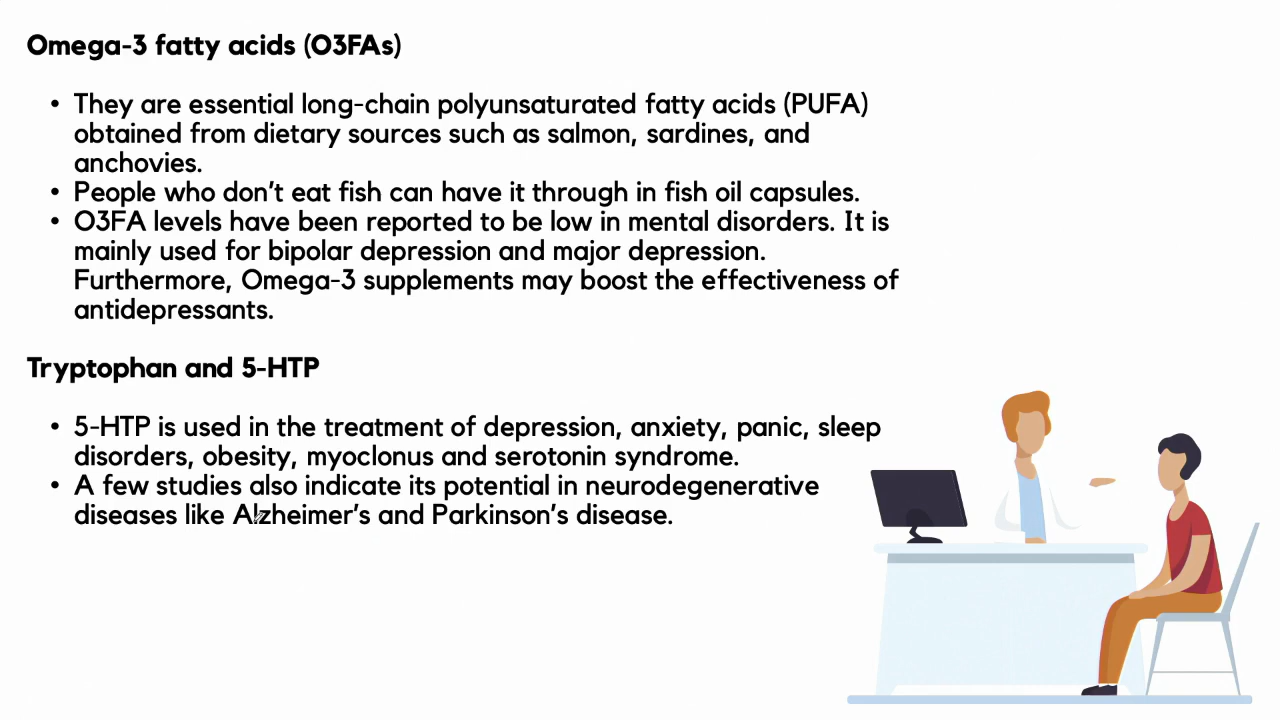 Omega-3 fatty acids (O3FAs)
• They are essential long-chain polyunsaturated fatty acids (PUFA)
obtained from dietary sources such as salmon, sardines, and
anchovies.
• People who don't eat fish can have it through in fish oil capsules.
• O3FA levels have been reported to be low in mental disorders. It is
mainly used for bipolar depression and major depression.
Furthermore, Omega-3 supplements may boost the effectiveness of
antidepressants.
Tryptophan and 5-HTP
• 5-HTP is used in the treatment of depression, anxiety, panic, sleep
disorders, obesity, myoclonus and serotonin syndrome.
• A few studies also indicate its potential in neurodegenerative
diseases like Alzheimer's and Parkinson's disease.